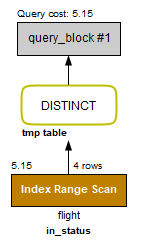 Query cost: 5.15
query_block #1
DISTINCT
tmp table
5.15 4 rows
Index Range Scan
flight
in_status